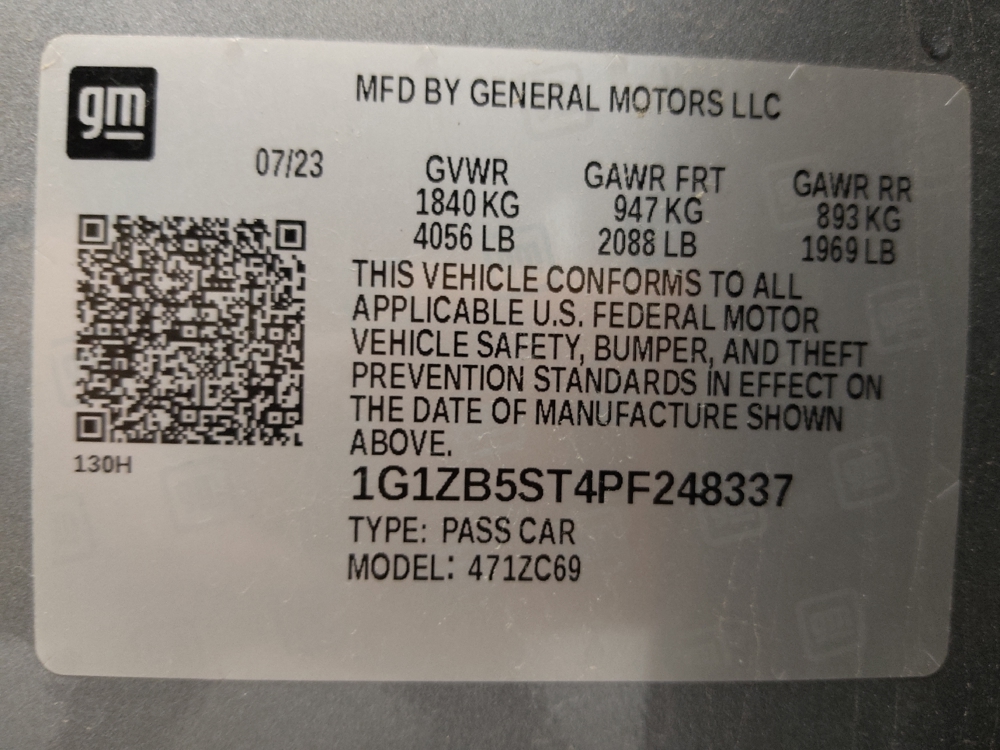 gm
MFD BY GENERAL MOTORS LLC
07/23
GVWR GAWR FRT GAWR RR
1840 KG 947 KG 893 KG
4056 LB 2088 LB 1969 LB
THIS VEHICLE CONFORMS TO ALL
APPLICABLE U.S. FEDERAL MOTOR
VEHICLE SAFETY, BUMPER, AND THEFT
PREVENTION STANDARDS IN EFFECT ON
THE DATE OF MANUFACTURE SHOWN
ABOVE.
130H
1G1ZB5ST4PF248337
TYPE: PASS CAR
MODEL: 471ZC69